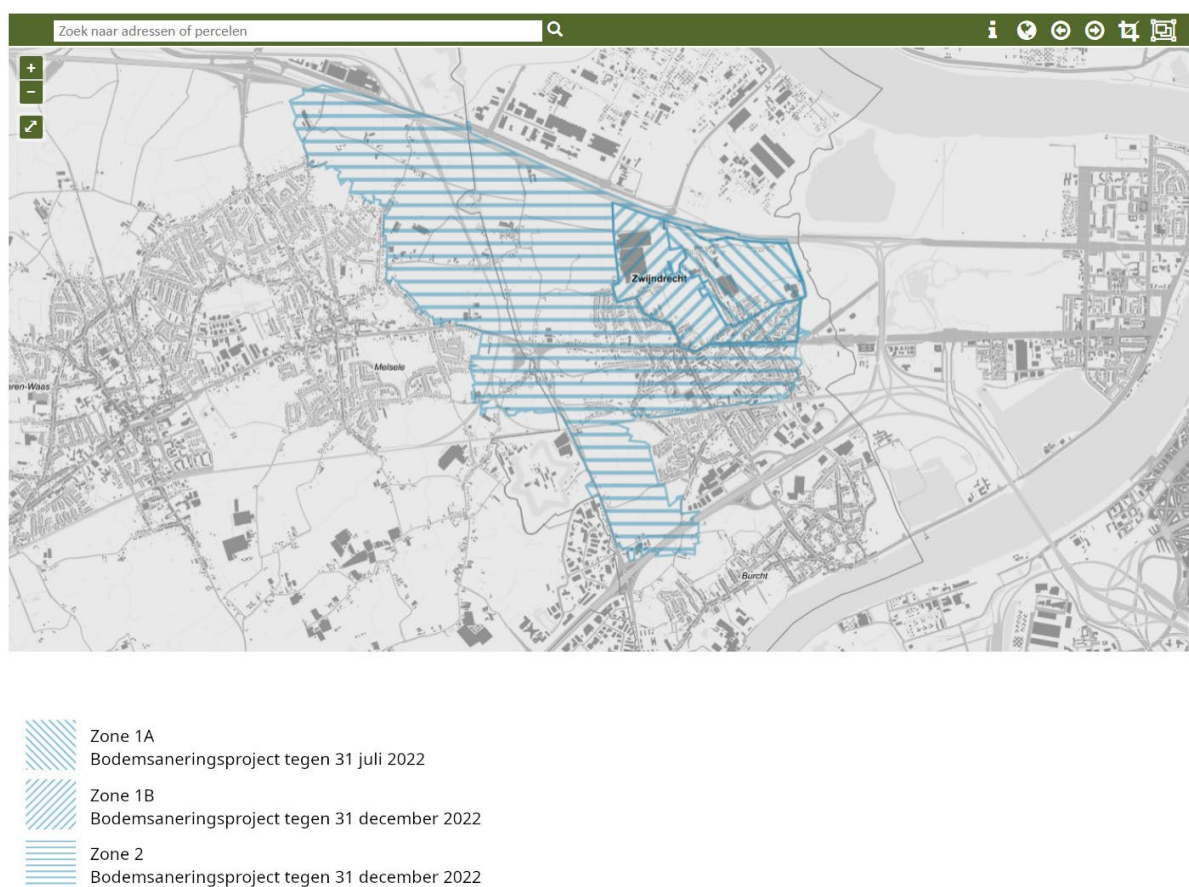 Zoek naar adressen of percelen
+
−
Zwijndrecht
Melsele
eren-Waas
Burcht
Zone 1A
Bodemsaneringsproject tegen 31 juli 2022
Zone 1B
Bodemsaneringsproject tegen 31 december 2022
Zone 2
Bodemsaneringsproject tegen 31 december 2022